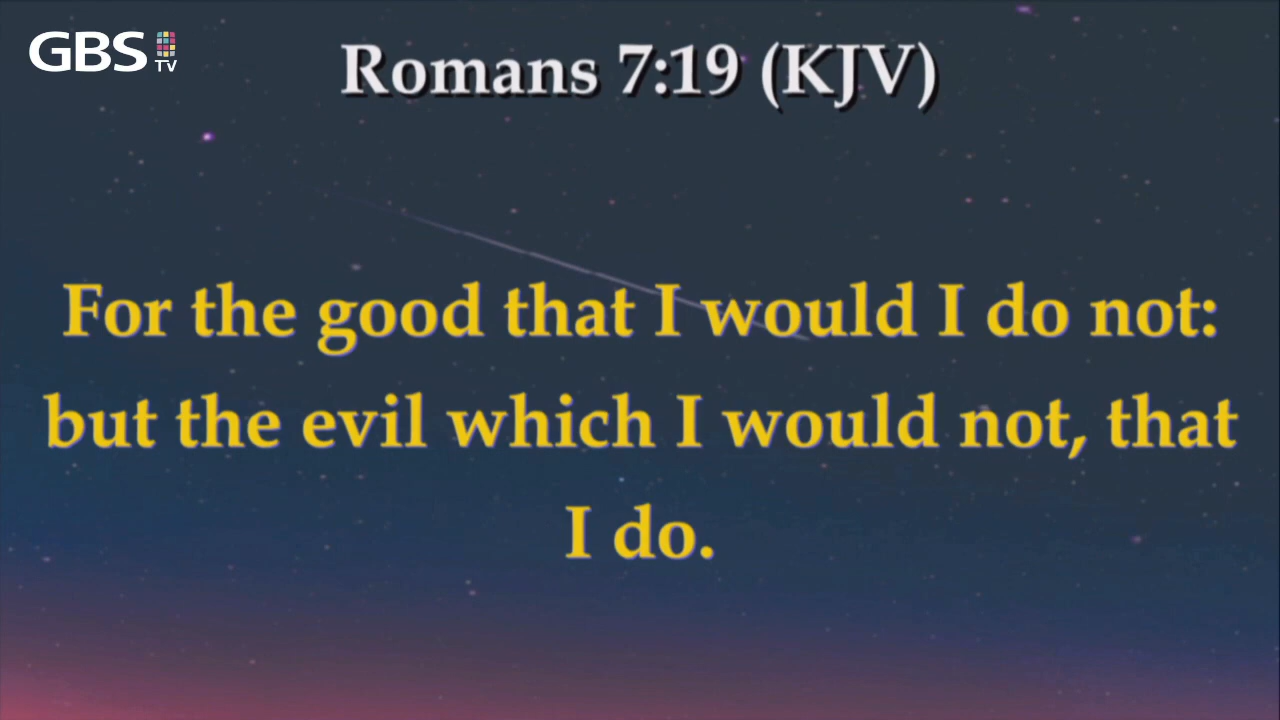 GBS TV
Romans 7:19 (KJV)
For the good that I would I do not:
but the evil which I would not, that
I do.